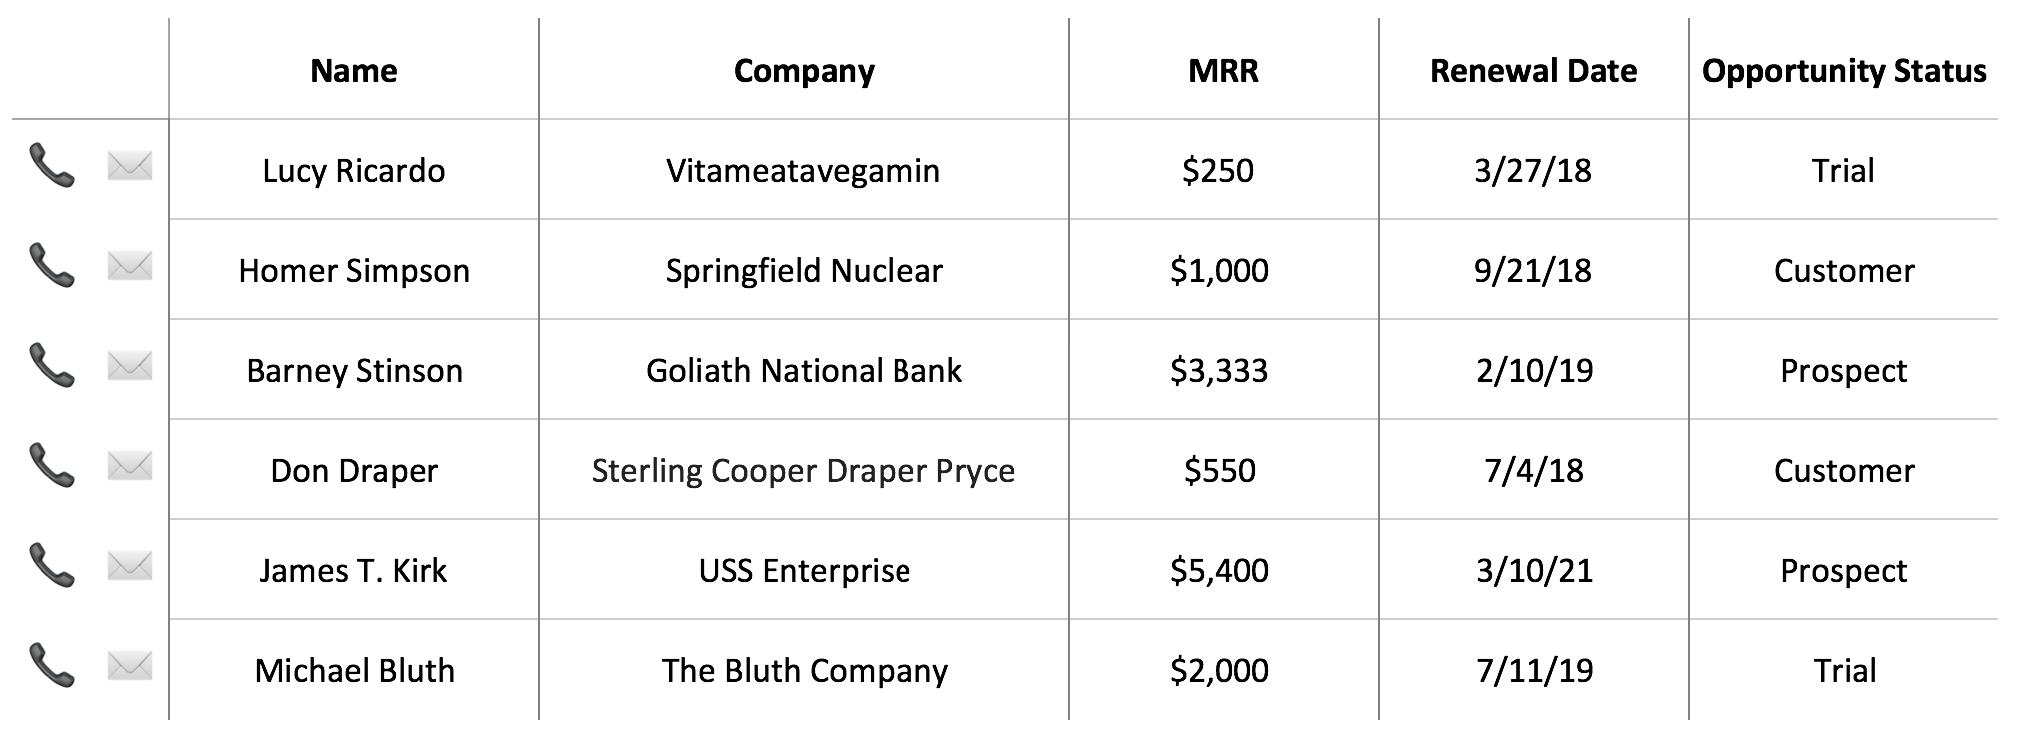 Name Company MRR Renewal Date Opportunity Status
Lucy Ricardo Vitameatavegamin $250 3/27/18 Trial
Homer Simpson Springfield Nuclear $1,000 9/21/18 Customer
Barney Stinson Goliath National Bank $3,333 2/10/19 Prospect
Don Draper Sterling Cooper Draper Pryce $550 7/4/18 Customer
James T. Kirk USS Enterprise $5,400 3/10/21 Prospect
Michael Bluth The Bluth Company $2,000 7/11/19 Trial